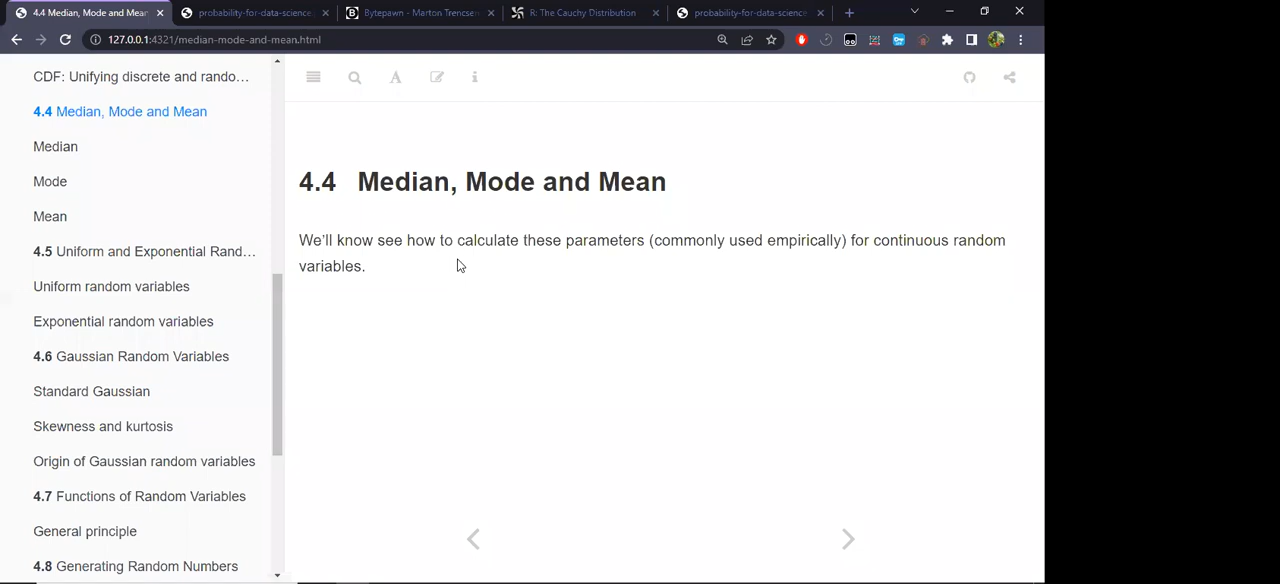 4.4 Median, Mode and Mean
probability-for-data-science
Bytepawn - Marton Trencsen
R: The Cauchy Distribution
probability-for-data-science
127.0.0.1:4321/median-mode-and-mean.html
CDF: Unifying discrete and rando…
4.4 Median, Mode and Mean
Median
Mode
Mean
4.5 Uniform and Exponential Rand…
Uniform random variables
Exponential random variables
4.6 Gaussian Random Variables
Standard Gaussian
Skewness and kurtosis
Origin of Gaussian random variables
4.7 Functions of Random Variables
General principle
4.8 Generating Random Numbers
4.4 Median, Mode and Mean
We’ll know see how to calculate these parameters (commonly used empirically) for continuous random
variables.